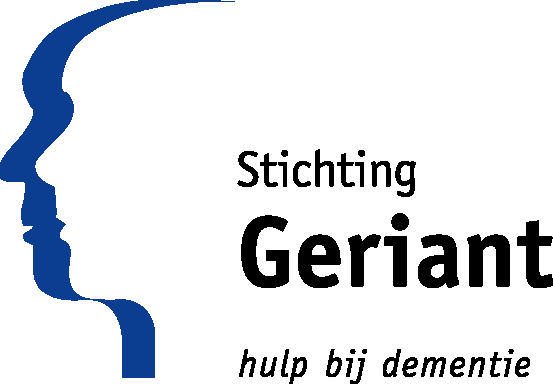 Stichting
Geriant
hulp bij dementie